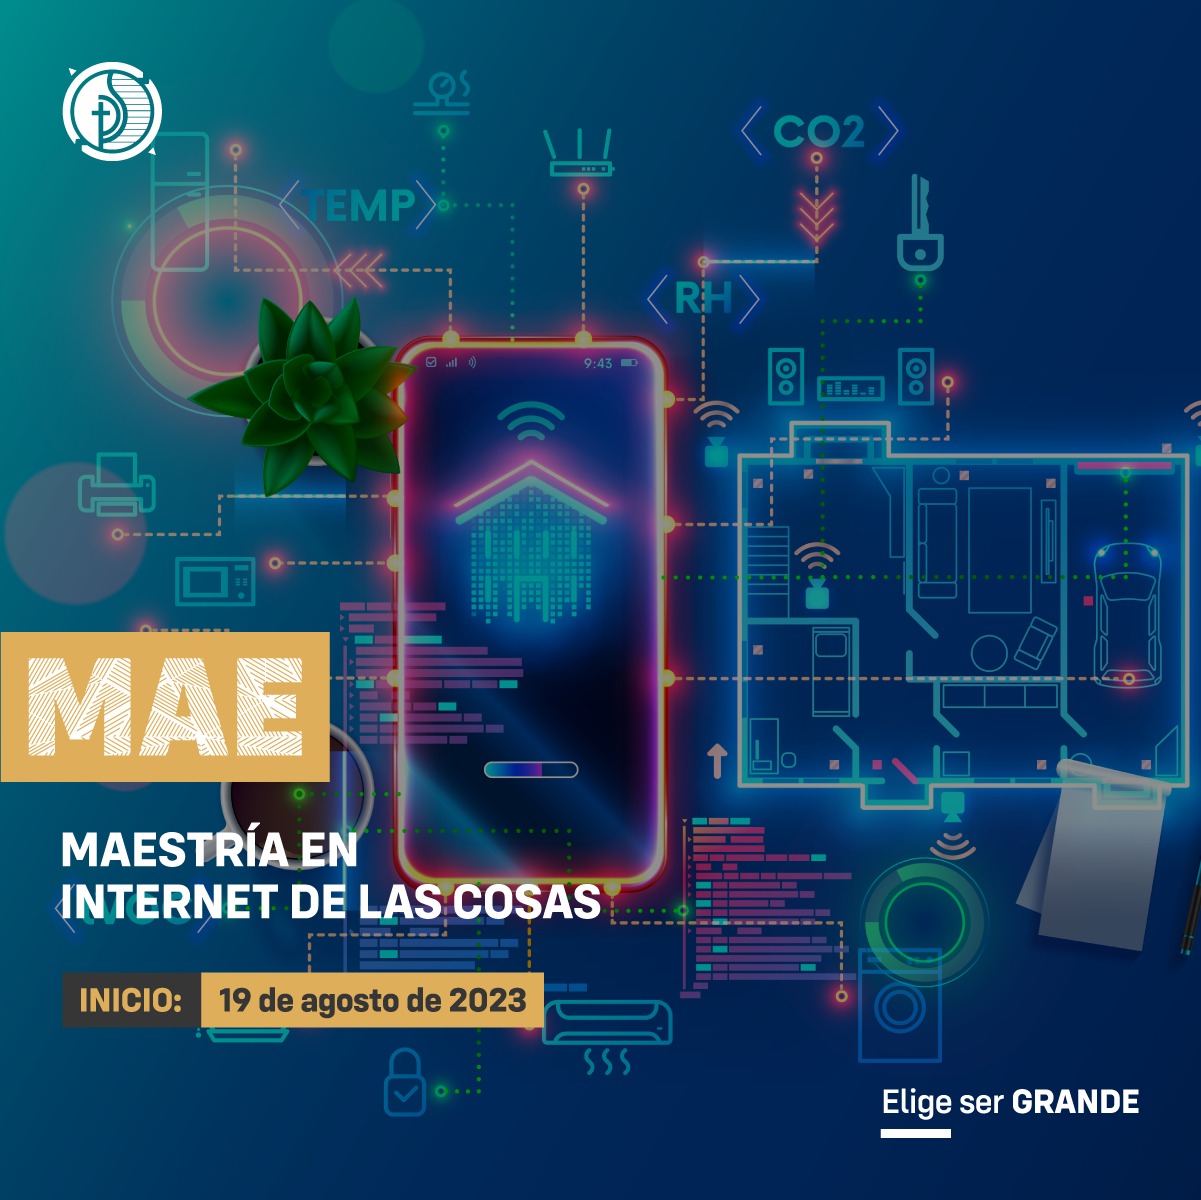 CO2
TEMP
RH
9:43
MAE
MAESTRÍA EN
INTERNET DE LAS COSAS
INICIO: 19 de agosto de 2023
Elige ser GRANDE